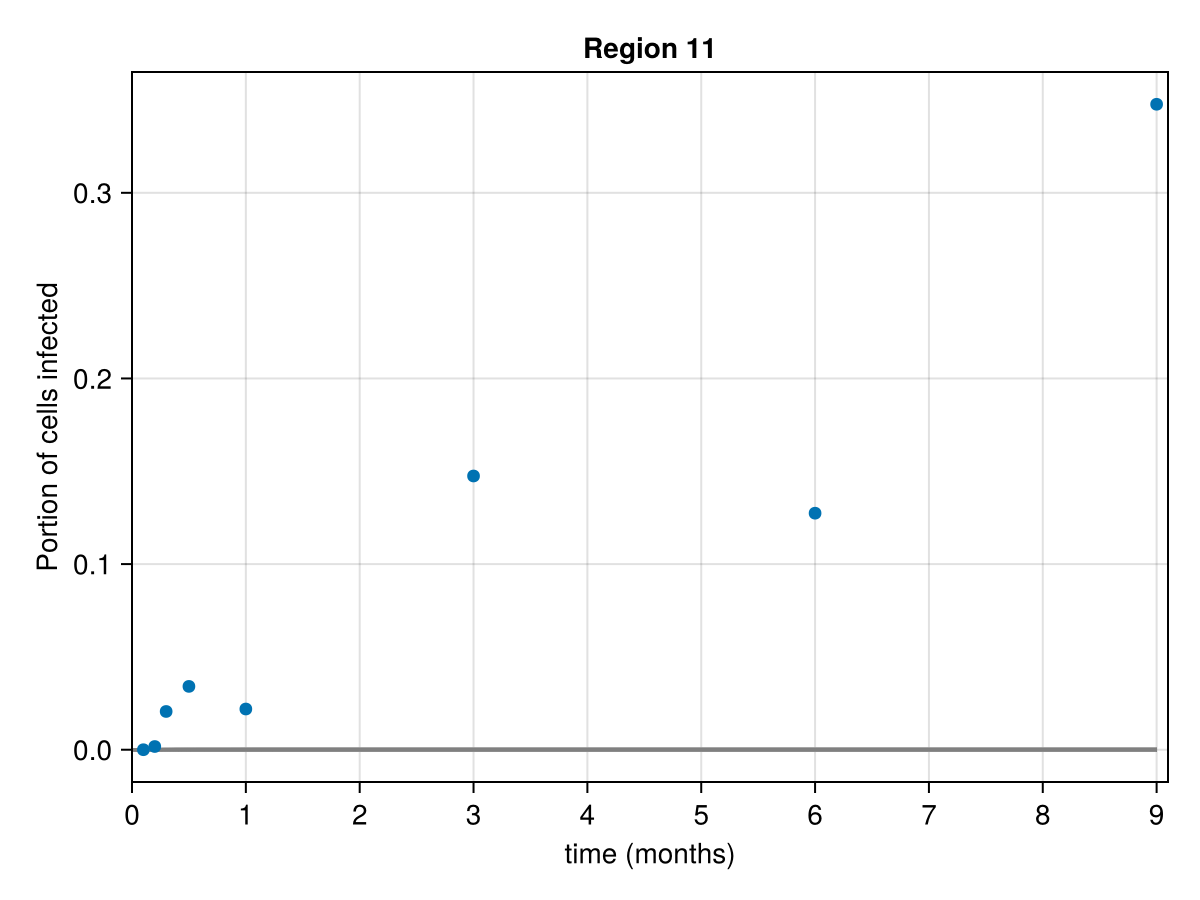 Region 11
Portion of cells infected
0.3
0.2
0.1
0.0
0 1 2 3 4 5 6 7 8 9
time (months)